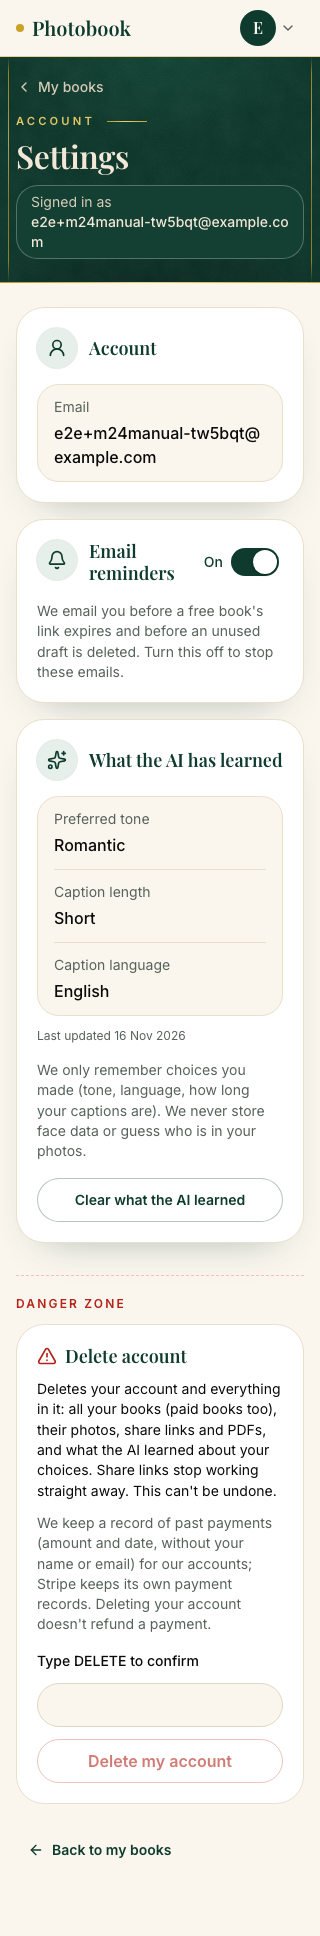 Photobook
E
My books
ACCOUNT
Settings
Signed in as
e2e+m24manual-tw5bqt@example.co
m
Account
Email
e2e+m24manual-tw5bqt@
example.com
Email
reminders
On
We email you before a free book's
link expires and before an unused
draft is deleted. Turn this off to stop
these emails.
What the AI has learned
Preferred tone
Romantic
Caption length
Short
Caption language
English
Last updated 16 Nov 2026
We only remember choices you
made (tone, language, how long
your captions are). We never store
face data or guess who is in your
photos.
Clear what the AI learned
DANGER ZONE
Delete account
Deletes your account and everything
in it: all your books (paid books too),
their photos, share links and PDFs,
and what the AI learned about your
choices. Share links stop working
straight away. This can't be undone.
We keep a record of past payments
(amount and date, without your
name or email) for our accounts;
Stripe keeps its own payment
records. Deleting your account
doesn't refund a payment.
Type DELETE to confirm
Delete my account
Back to my books